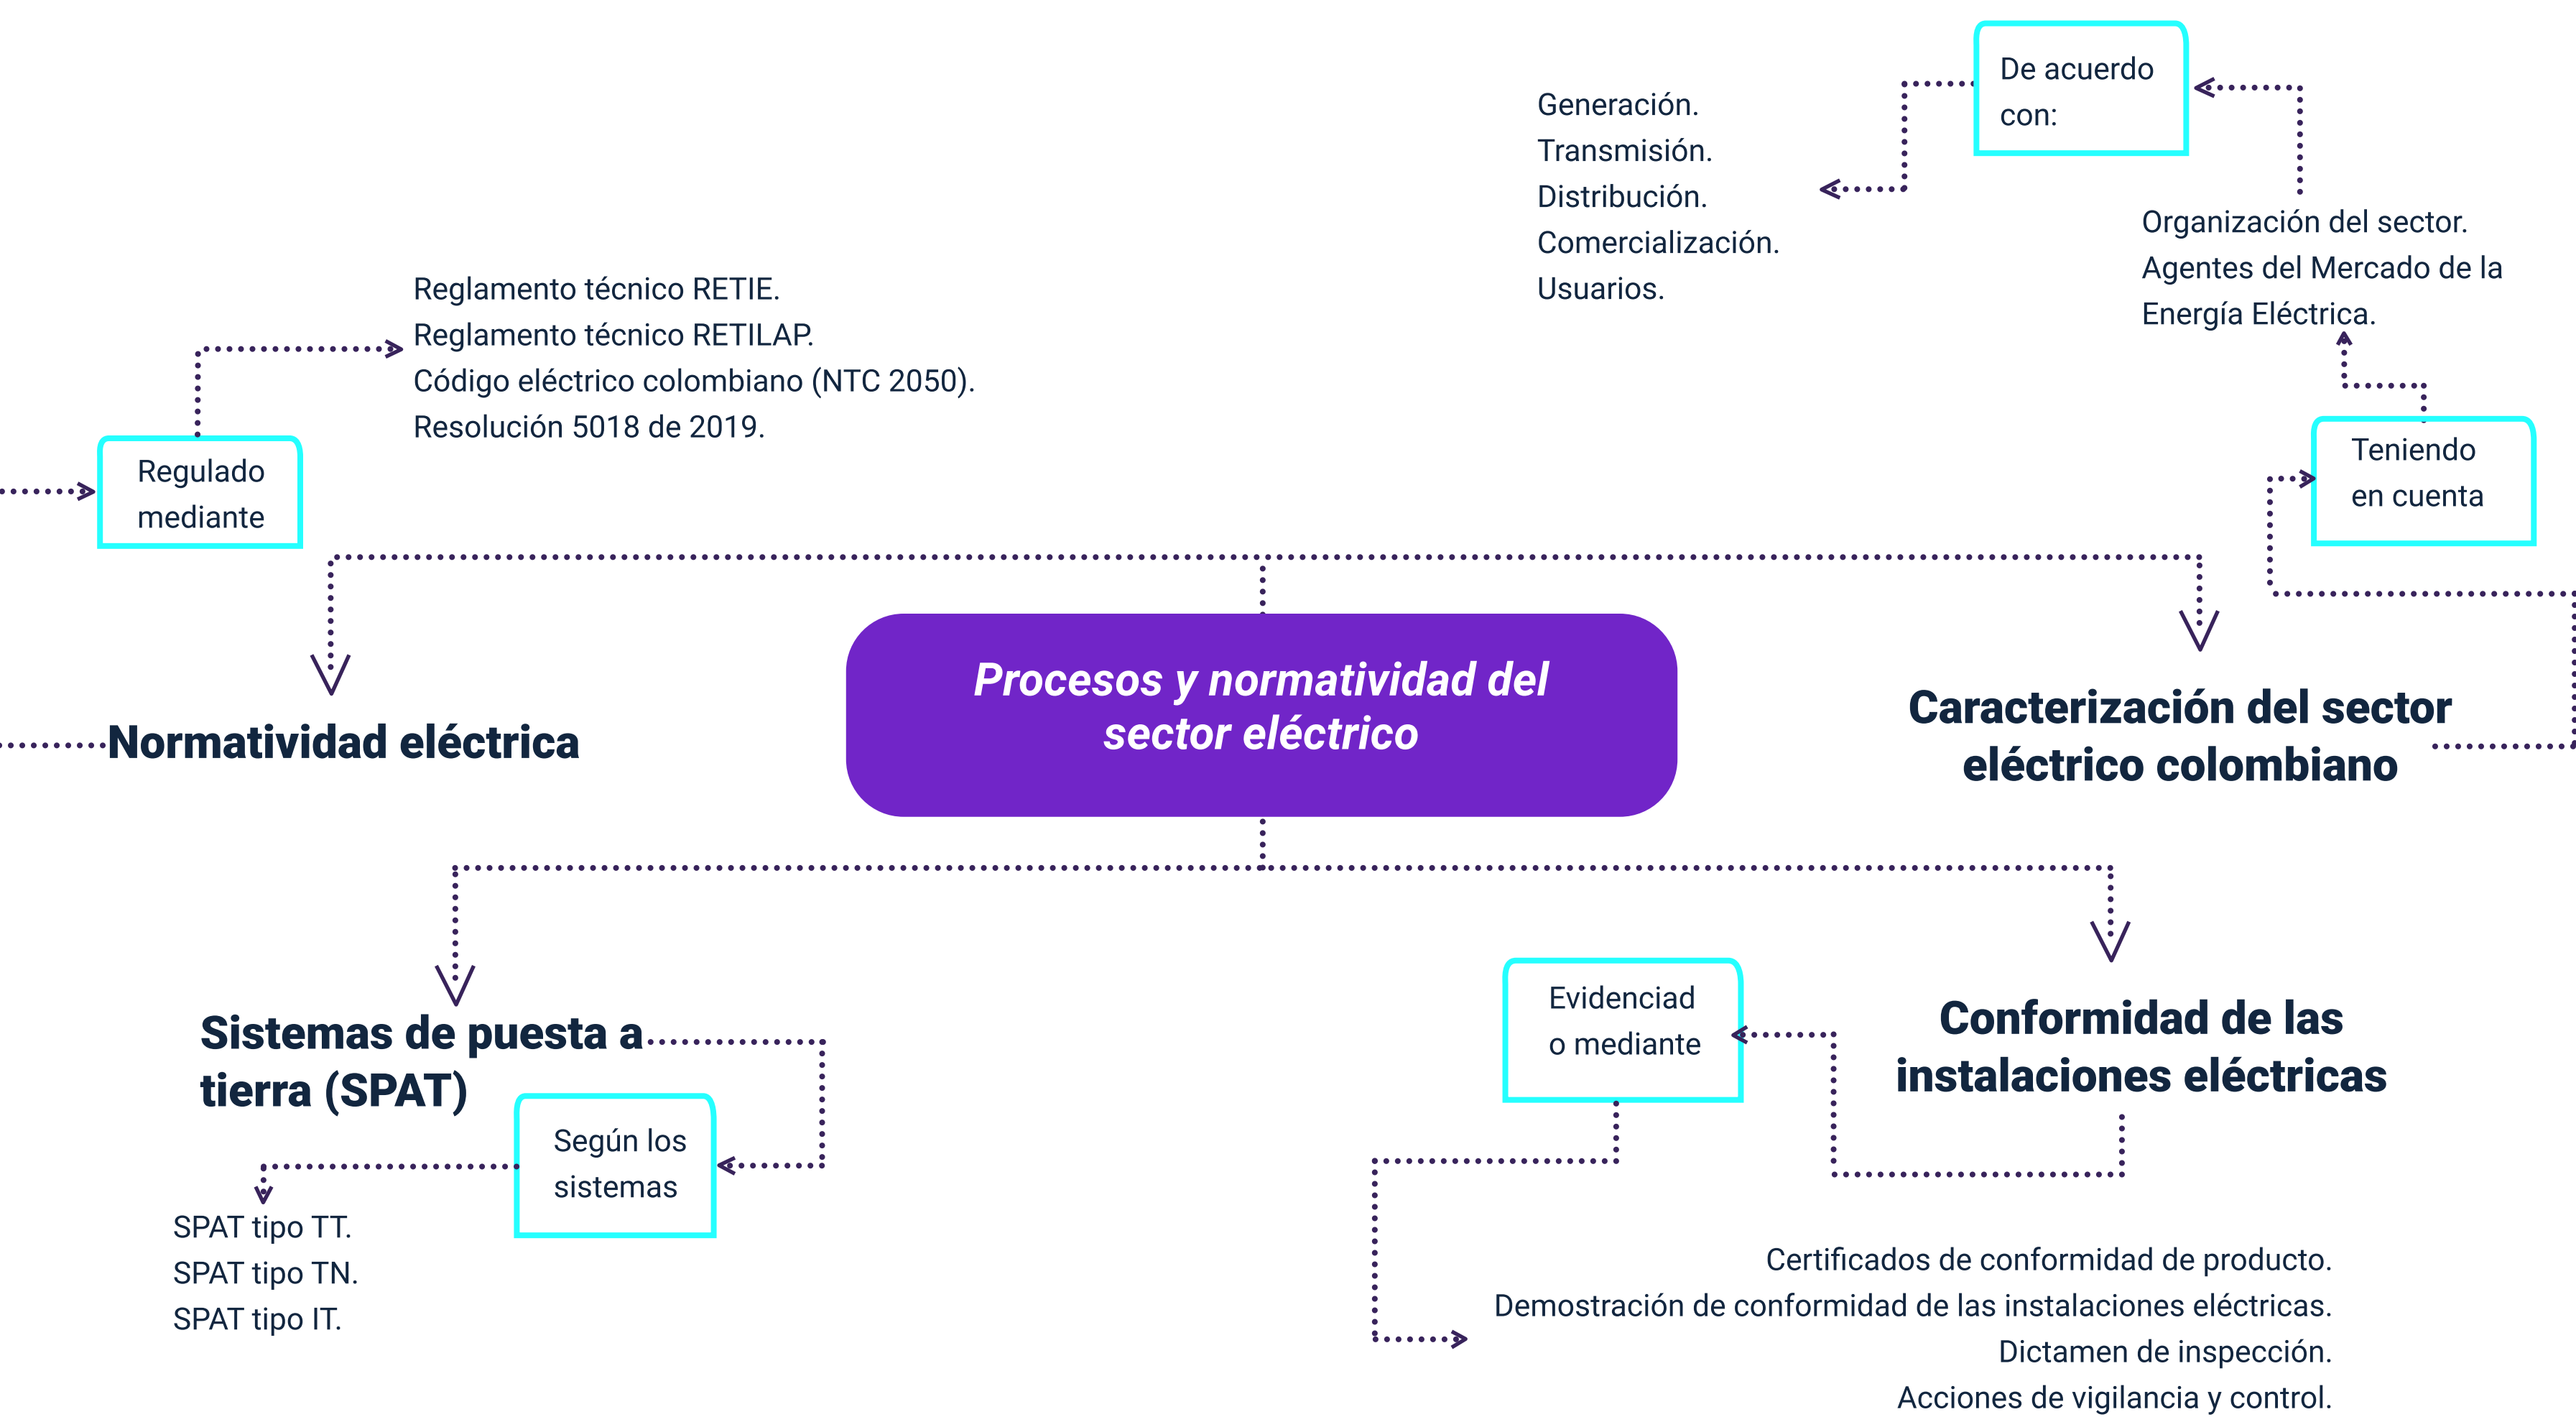 De acuerdo
con:
Generación.
Transmisión.
Distribución.
Comercialización.
Usuarios.
Organización del sector.
Agentes del Mercado de la
Energía Eléctrica.
Reglamento técnico RETIE.
Reglamento técnico RETILAP.
Código eléctrico colombiano (NTC 2050).
Resolución 5018 de 2019.
Regulado
mediante
Teniendo
en cuenta
Procesos y normatividad del
sector eléctrico
Normatividad eléctrica
Caracterización del sector
eléctrico colombiano
Sistemas de puesta a
tierra (SPAT)
Según los
sistemas
SPAT tipo TT.
SPAT tipo TN.
SPAT tipo IT.
Evidenciad
o mediante
Conformidad de las
instalaciones eléctricas
Certificados de conformidad de producto.
Demostración de conformidad de las instalaciones eléctricas.
Dictamen de inspección.
Acciones de vigilancia y control.